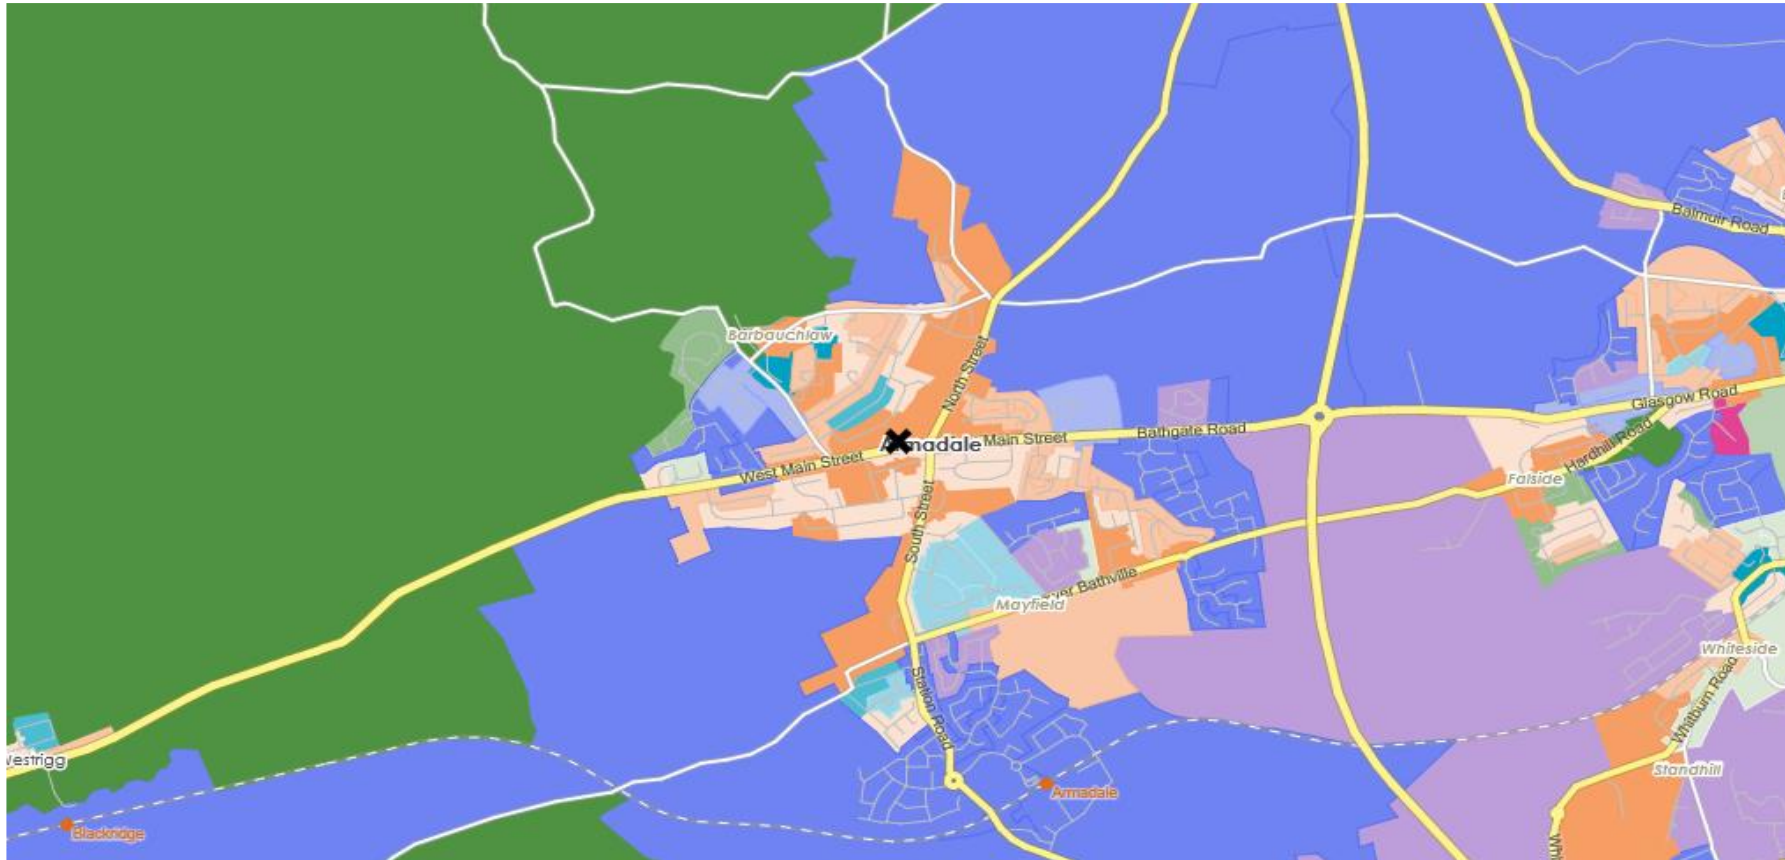 Balmuir Road
Barbauchlaw
North Street
Glasgow Road
Armadale
Main Street
Bathgate Road
Hardhill Road
West Main Street
Falside
South Street
Bathville
Mayfield
Whiteside
Station Road
Whitburn Road
Westrigg
Standhill
Armadale
Blackridge